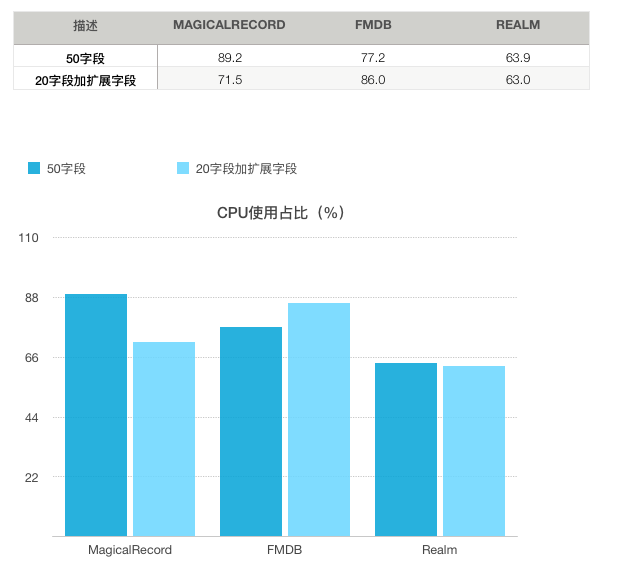 描述 MAGICALRECORD FMDB REALM
50字段 89.2 77.2 63.9
20字段加扩展字段 71.5 86.0 63.0
50字段 20字段加扩展字段
CPU使用占比（%）
110
88
66
44
22
MagicalRecord FMDB Realm